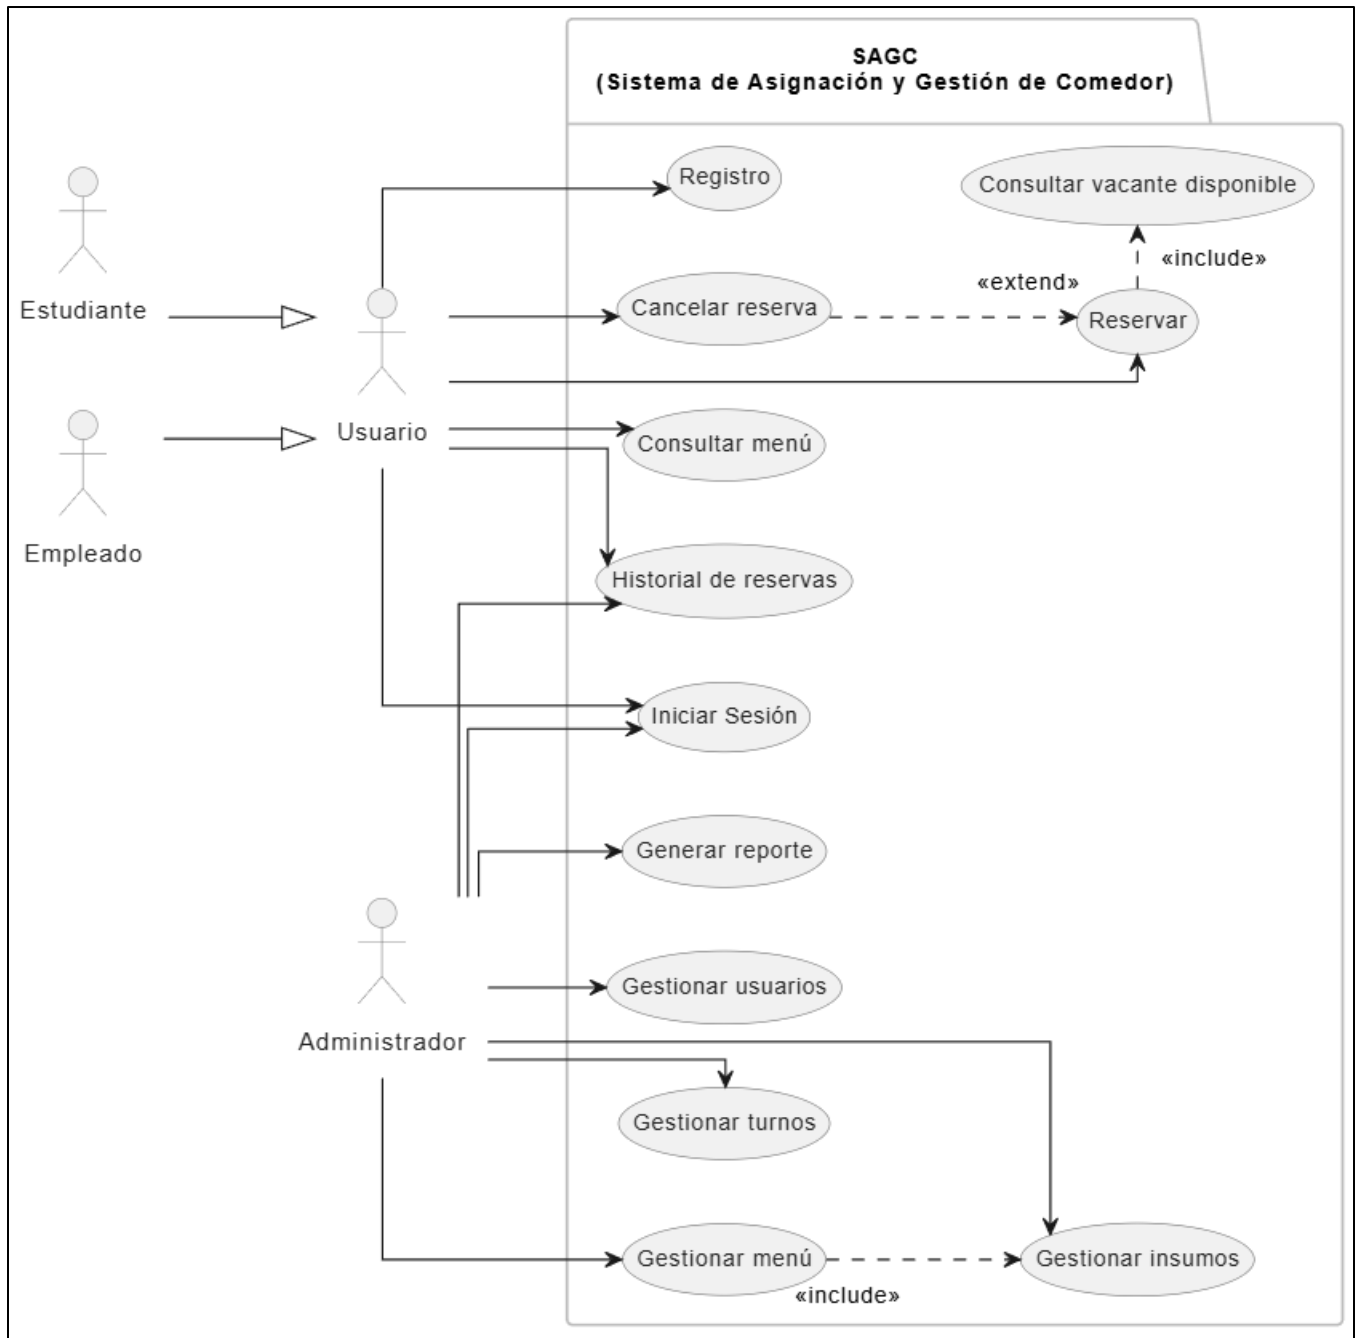 SAGC
(Sistema de Asignación y Gestión de Comedor)
Registro
Consultar vacante disponible
«include»
«extend»
Estudiante
Cancelar reserva
Reservar
Usuario
Consultar menú
Empleado
Historial de reservas
Iniciar Sesión
Generar reporte
Gestionar usuarios
Administrador
Gestionar turnos
Gestionar menú
Gestionar insumos
«include»